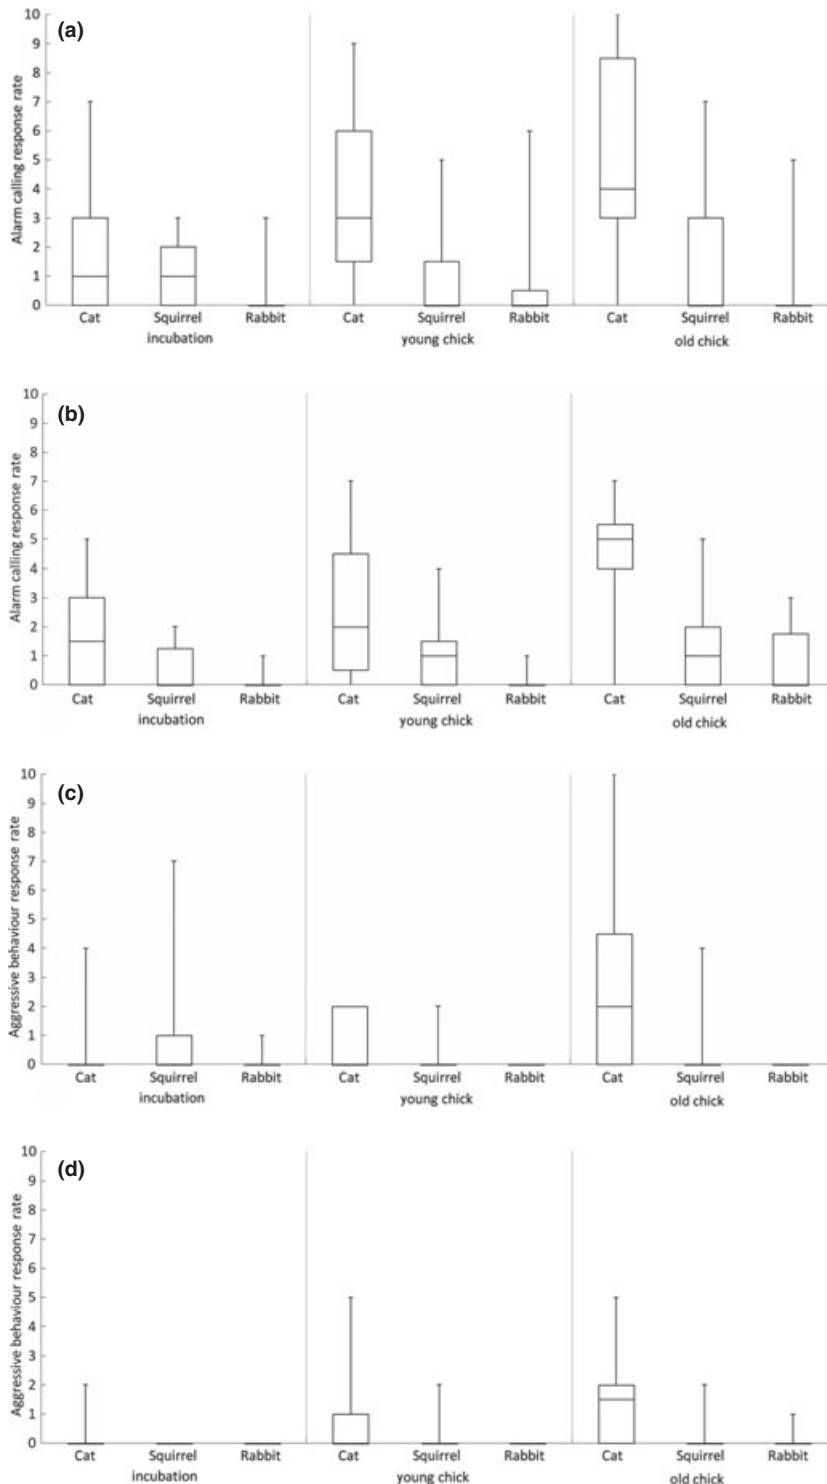 (a)
Alarm calling response rate
10
9
8
7
6
5
4
3
2
1
0
Cat Squirrel Rabbit Cat Squirrel Rabbit Cat Squirrel Rabbit
incubation young chick old chick
(b)
Alarm calling response rate
10
9
8
7
6
5
4
3
2
1
0
Cat Squirrel Rabbit Cat Squirrel Rabbit Cat Squirrel Rabbit
incubation young chick old chick
(c)
Aggressive behaviour response rate
10
9
8
7
6
5
4
3
2
1
0
Cat Squirrel Rabbit Cat Squirrel Rabbit Cat Squirrel Rabbit
incubation young chick old chick
(d)
Aggressive behaviour response rate
10
9
8
7
6
5
4
3
2
1
0
Cat Squirrel Rabbit Cat Squirrel Rabbit Cat Squirrel Rabbit
incubation young chick old chick